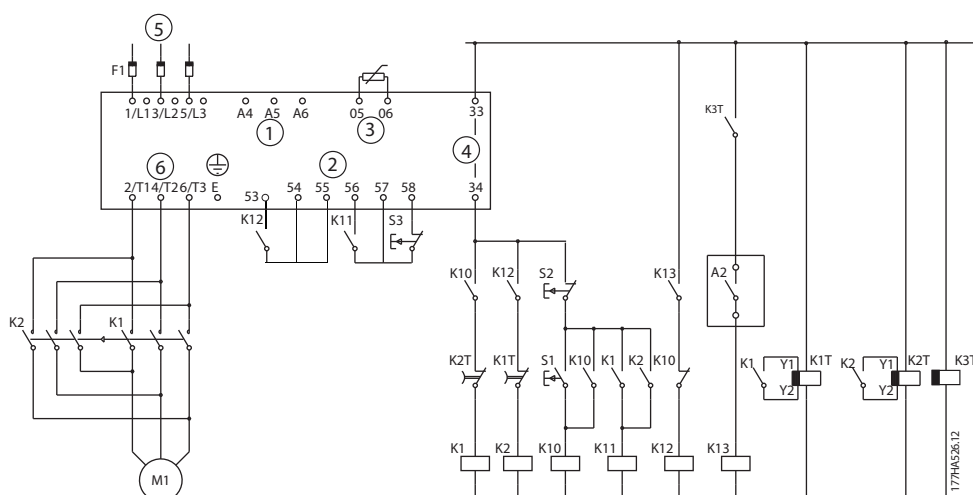 5
F1
1/L1 3/L2 5/L3 A4 A5 A6 05 06 33
1 3
4
6 2
2/T1 4/T2 6/T3 E 53 54 55 56 57 58 34
K12 K11 S3
K3T
K10 K12 S2 K13 A2
K2 K1
K2T K1T S1 K10 K1 K2 K10 K1 Y1 K1T K2 Y1 K2T K3T
Y2 Y2
K1 K2 K10 K11 K12 K13
M1
177HA526.12